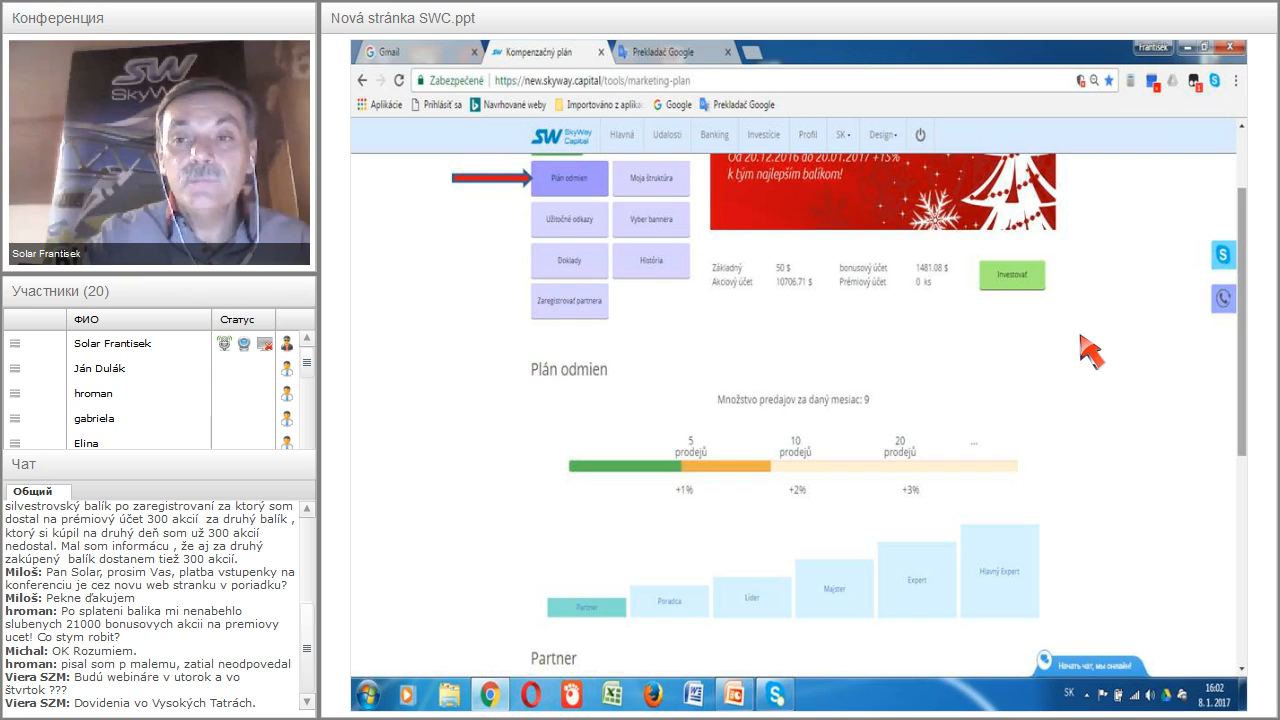 Конференция
SW
Solar Frantisek
Участники (20)
ФИО
Статус
Solar Frantisek
Ján Dulák
hroman
gabriela
Elina
Чат
Общий
silvestrovský balík po zaregistrovaní za ktorý som
dostal na prémiový účet 300 akcií za druhý balík ,
ktorý si kúpil na druhý deň som už 300 akcií
nedostal. Mal som informácu , že aj za druhý
zakúpený balík dostanem tiež 300 akcií.
Miloš: Pan Solar, prosim Vas, platba vstupenky na
konferenciu je cez novu web stranku v poriadku?
Miloš: Pekne ďakujem
hroman: Po splateni balika mi nenabehlo
slubenych 21000 bonusovych akcii na premiovy
ucet! Co stym robit?
Michal: OK Rozumiem.
hroman: pisal som p malemu, zatial neodpovedal
Viera SZM: Budú webináre v utorok a vo
štvrtok ???
Viera SZM: Dovidenia vo Vysokých Tatrách.
Nová stránka SWC.ppt
Gmail
Kompenzačný plán
Prekladač Google
František
Zabezpečené
https://new.skyway.capital/tools/marketing-plan
Aplikácie
Prihlásiť sa
Navrhované weby
Importováno z aplika
Google
Prekladač Google
SW SkyWay Capital
Hlavná
Udalosti
Banking
Investície
Profil
SK
Design
Od 20.12.2016 do 20.01.2017 +15%
k tým najlepším balíkom!
Plán odmien
Moja štruktúra
Užitočné odkazy
Vyber bannera
Doklady
História
Zaregistrovať partnera
Základný 50 $ bonusový účet 1481.08 $
Akciový účet 10706.71 $ Prémiový účet 0 ks
Investovať
Plán odmien
Množstvo predajov za daný mesiac: 9
5 prodejů
10 prodejů
20 prodejů
...
+1%
+2%
+3%
Partner
Poradca
Líder
Majster
Expert
Hlavný Expert
Partner
Начать чат, мы онлайн!
SK
16:02
8. 1. 2017